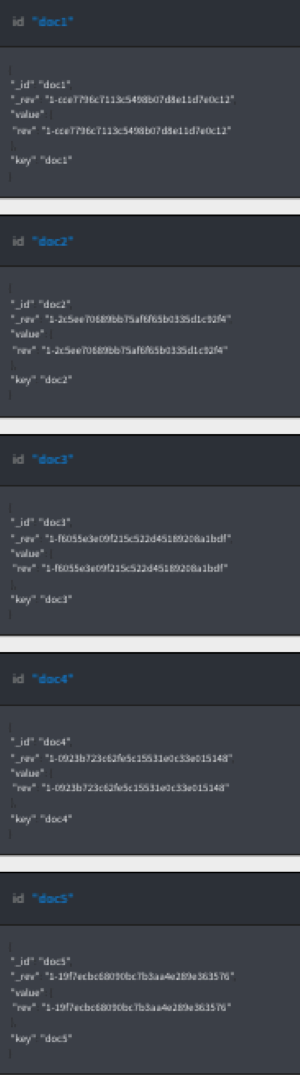 id "doc1"
{
"_id" "doc1"
"_rev" "1-cce7796c7113c5498b07d8e11d7e0c12"
"value" {
"rev" "1-cce7796c7113c5498b07d8e11d7e0c12"
},
"key" "doc1"
}
id "doc2"
{
"_id" "doc2"
"_rev" "1-2c5ee70689bb75af6f65b0335d1c92f4"
"value" {
"rev" "1-2c5ee70689bb75af6f65b0335d1c92f4"
},
"key" "doc2"
}
id "doc3"
{
"_id" "doc3"
"_rev" "1-f6055e3e09f215c522d45189208a1bdf"
"value" {
"rev" "1-f6055e3e09f215c522d45189208a1bdf"
},
"key" "doc3"
}
id "doc4"
{
"_id" "doc4"
"_rev" "1-0923b723c62fe5c15531e0c33e015148"
"value" {
"rev" "1-0923b723c62fe5c15531e0c33e015148"
},
"key" "doc4"
}
id "doc5"
{
"_id" "doc5"
"_rev" "1-19f7ecbc68090bc7b3aa4e289e363576"
"value" {
"rev" "1-19f7ecbc68090bc7b3aa4e289e363576"
},
"key" "doc5"
}